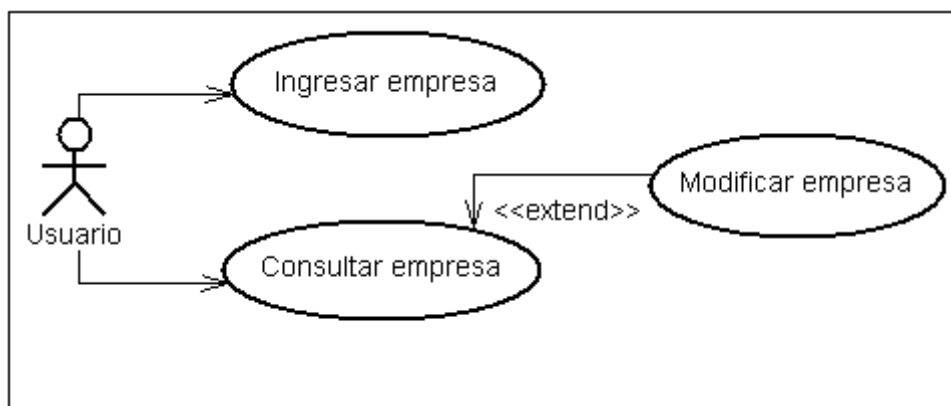 Ingresar empresa
Modificar empresa
<<extend>>
Usuario
Consultar empresa